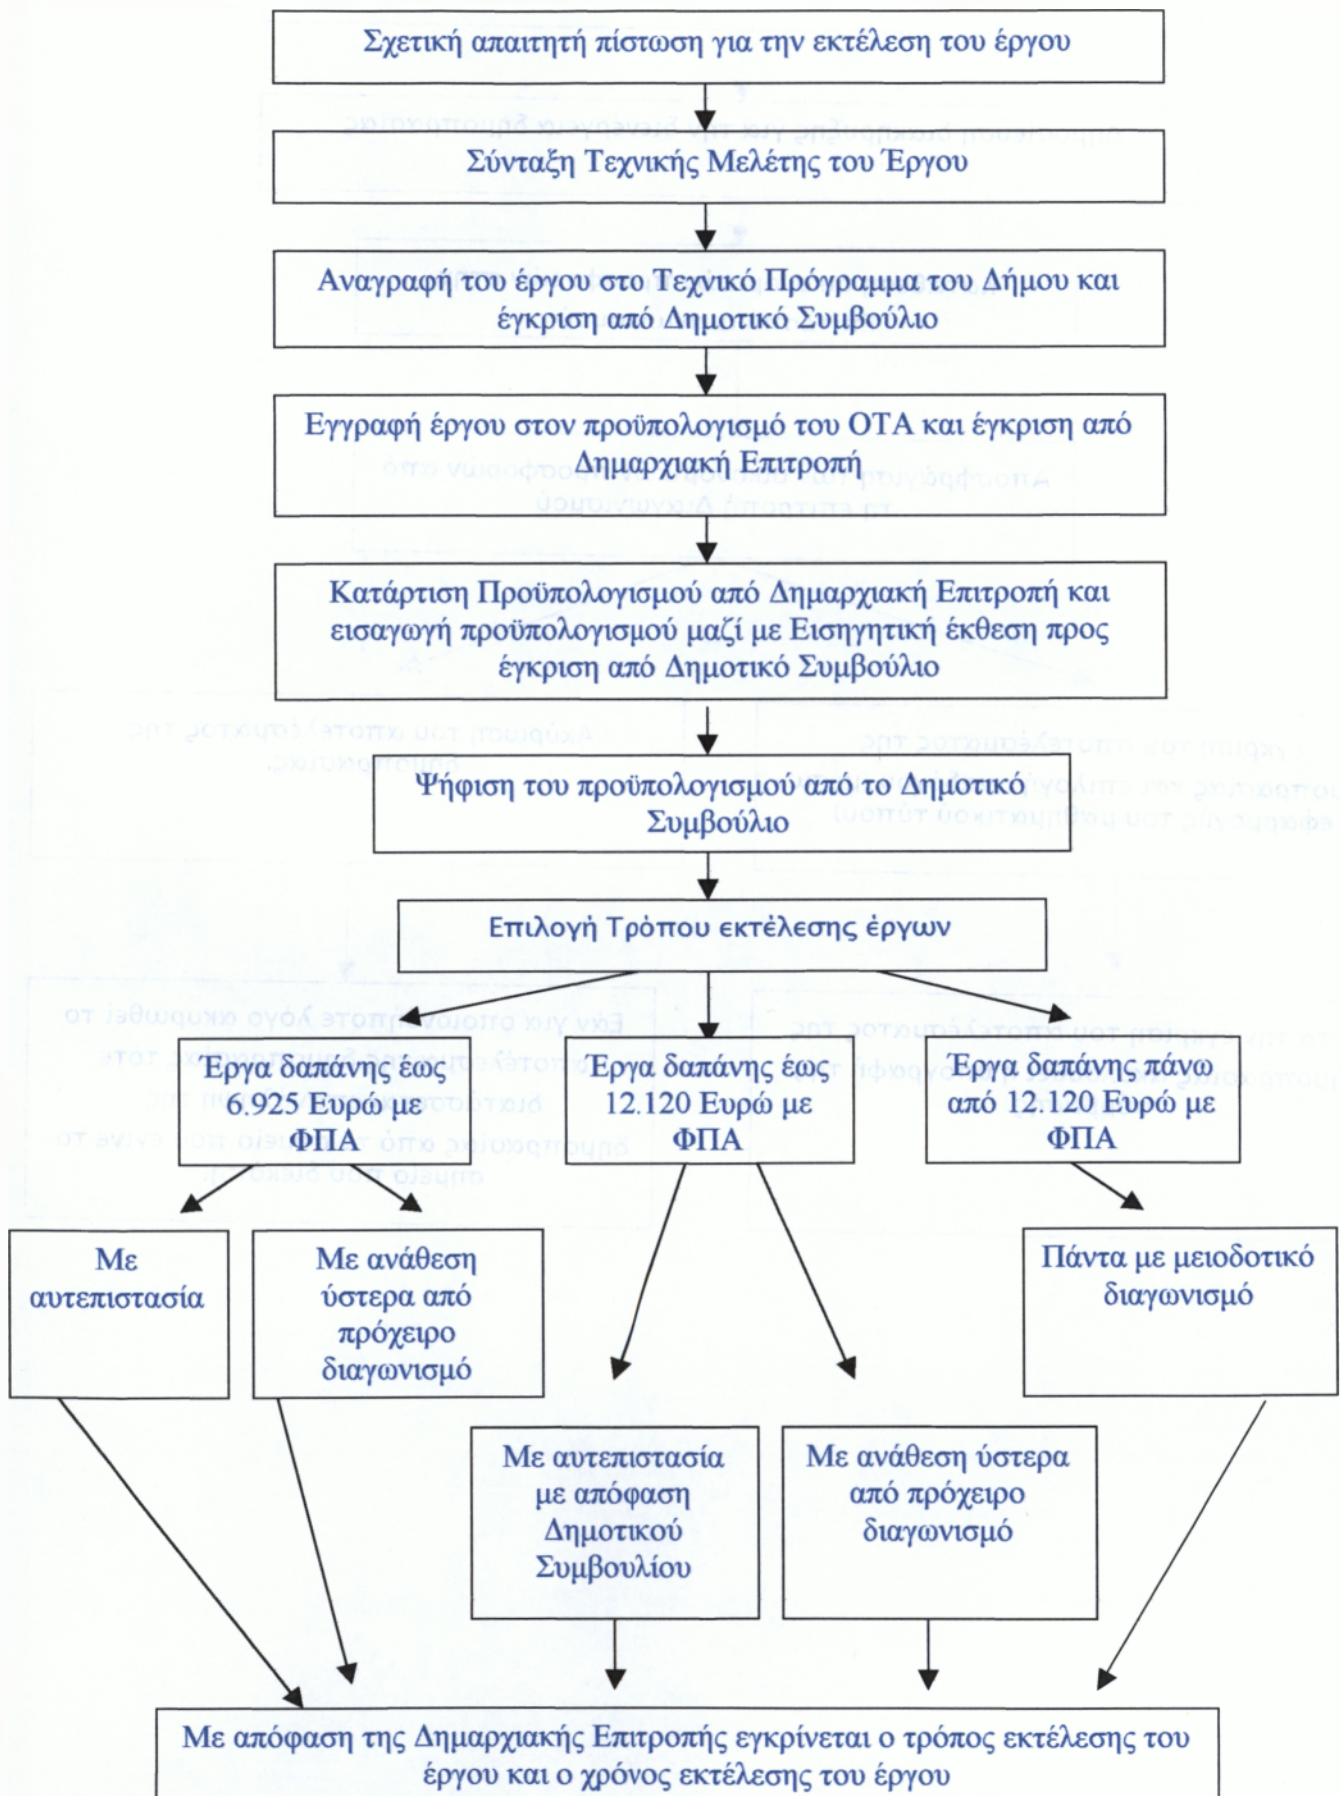 Σχετική απαιτητή πίστωση για την εκτέλεση του έργου
Σύνταξη Τεχνικής Μελέτης του Έργου
Αναγραφή του έργου στο Τεχνικό Πρόγραμμα του Δήμου και
έγκριση από Δημοτικό Συμβούλιο
Εγγραφή έργου στον προϋπολογισμό του ΟΤΑ και έγκριση από
Δημαρχιακή Επιτροπή
Κατάρτιση Προϋπολογισμού από Δημαρχιακή Επιτροπή και
εισαγωγή προϋπολογισμού μαζί με Εισηγητική έκθεση προς
έγκριση από Δημοτικό Συμβούλιο
Ψήφιση του προϋπολογισμού από το Δημοτικό
Συμβούλιο
Επιλογή Τρόπου εκτέλεσης έργων
Έργα δαπάνης έως
6.925 Ευρώ με
ΦΠΑ
Έργα δαπάνης έως
12.120 Ευρώ με
ΦΠΑ
Έργα δαπάνης πάνω
από 12.120 Ευρώ με
ΦΠΑ
Με
αυτεπιστασία
Με ανάθεση
ύστερα από
πρόχειρο
διαγωνισμό
Πάντα με μειοδοτικό
διαγωνισμό
Με αυτεπιστασία
με απόφαση
Δημοτικού
Συμβουλίου
Με ανάθεση ύστερα
από πρόχειρο
διαγωνισμό
Με απόφαση της Δημαρχιακής Επιτροπής εγκρίνεται ο τρόπος εκτέλεσης του
έργου και ο χρόνος εκτέλεσης του έργου